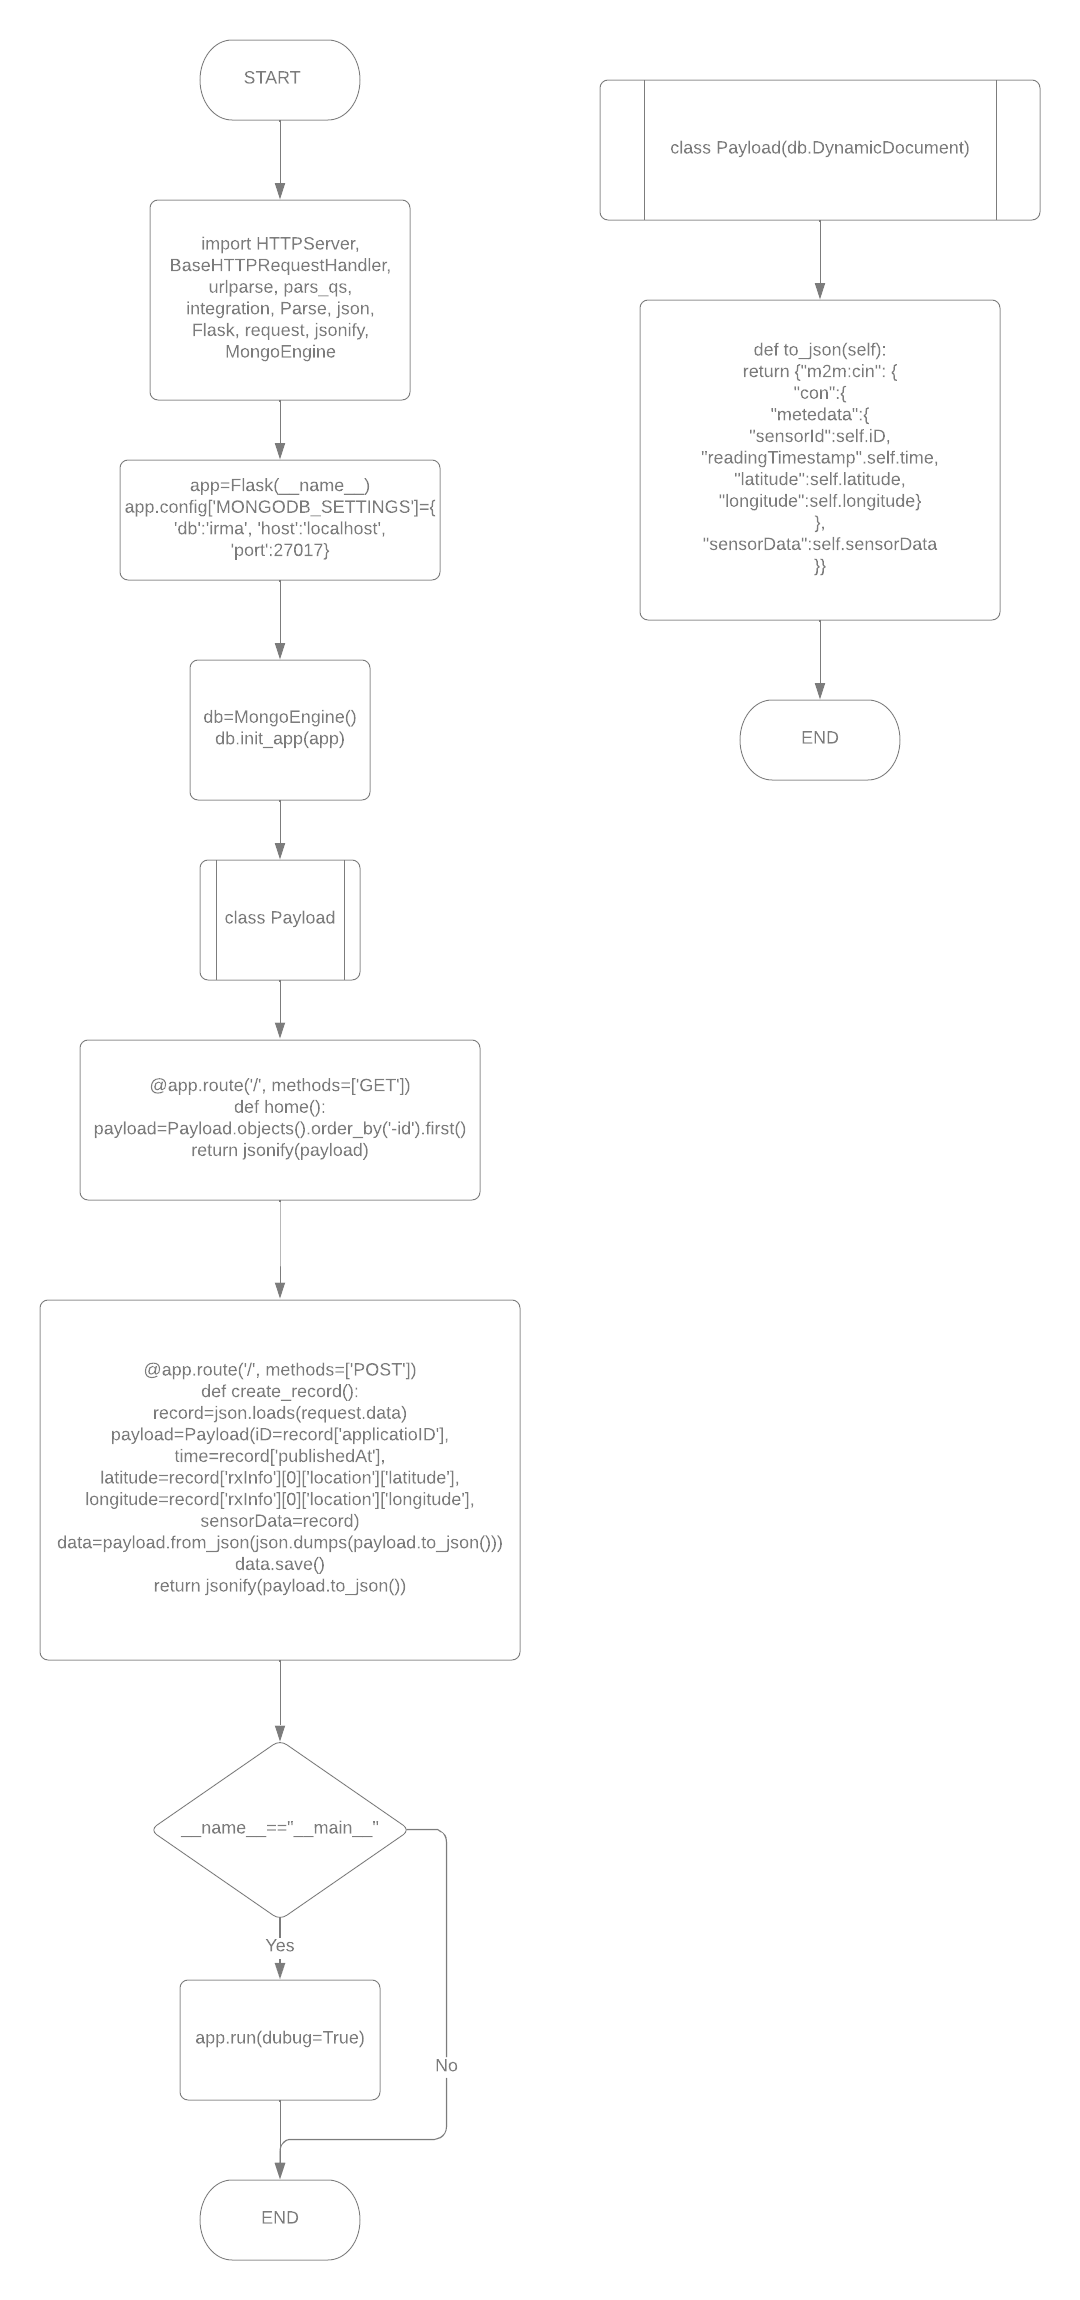 START
import HTTPServer,
BaseHTTPRequestHandler,
urlparse, pars_qs,
integration, Parse, json,
Flask, request, jsonify,
MongoEngine
app=Flask(__name__)
app.config['MONGODB_SETTINGS']={
'db':'irma', 'host':'localhost',
'port':27017}
db=MongoEngine()
db.init_app(app)
class Payload
@app.route('/', methods=['GET'])
def home():
payload=Payload.objects().order_by('-id').first()
return jsonify(payload)
@app.route('/', methods=['POST'])
def create_record():
record=json.loads(request.data)
payload=Payload(iD=record['applicatioID'],
time=record['publishedAt'],
latitude=record['rxInfo'][0]['location']['latitude'],
longitude=record['rxInfo'][0]['location']['longitude'],
sensorData=record)
data=payload.from_json(json.dumps(payload.to_json()))
data.save()
return jsonify(payload.to_json())
__name__=="__main__"
Yes
app.run(dubug=True)
No
END
class Payload(db.DynamicDocument)
def to_json(self):
return {"m2m:cin": {
"con":{
"metedata":{
"sensorId":self.iD,
"readingTimestamp".self.time,
"latitude":self.latitude,
"longitude":self.longitude}
},
"sensorData":self.sensorData
}}
END